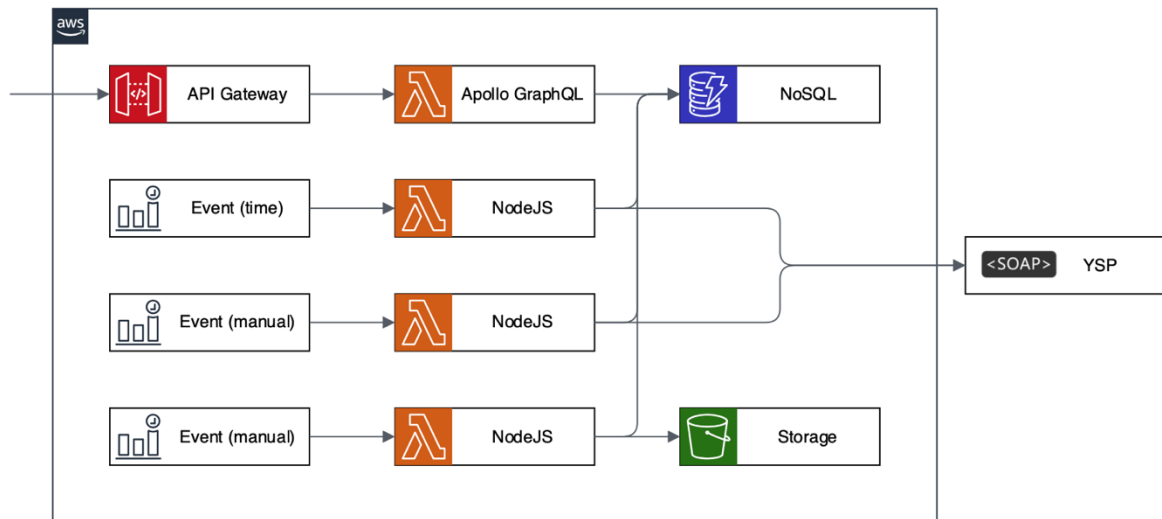 aws
API Gateway
Apollo GraphQL
NoSQL
Event (time)
NodeJS
<SOAP> YSP
Event (manual)
NodeJS
Event (manual)
NodeJS
Storage